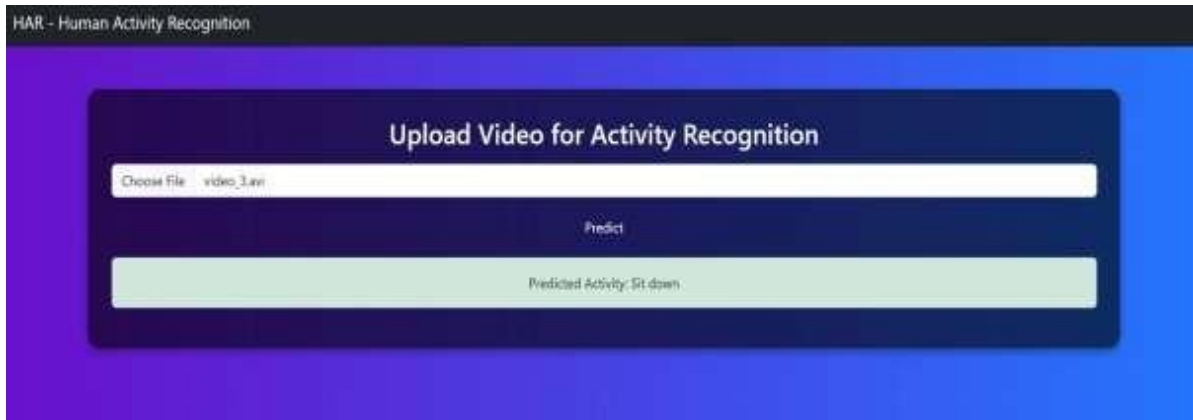 HAR - Human Activity Recognition
Upload Video for Activity Recognition
Choose File video_3.avi
Predict
Predicted Activity: Sit down